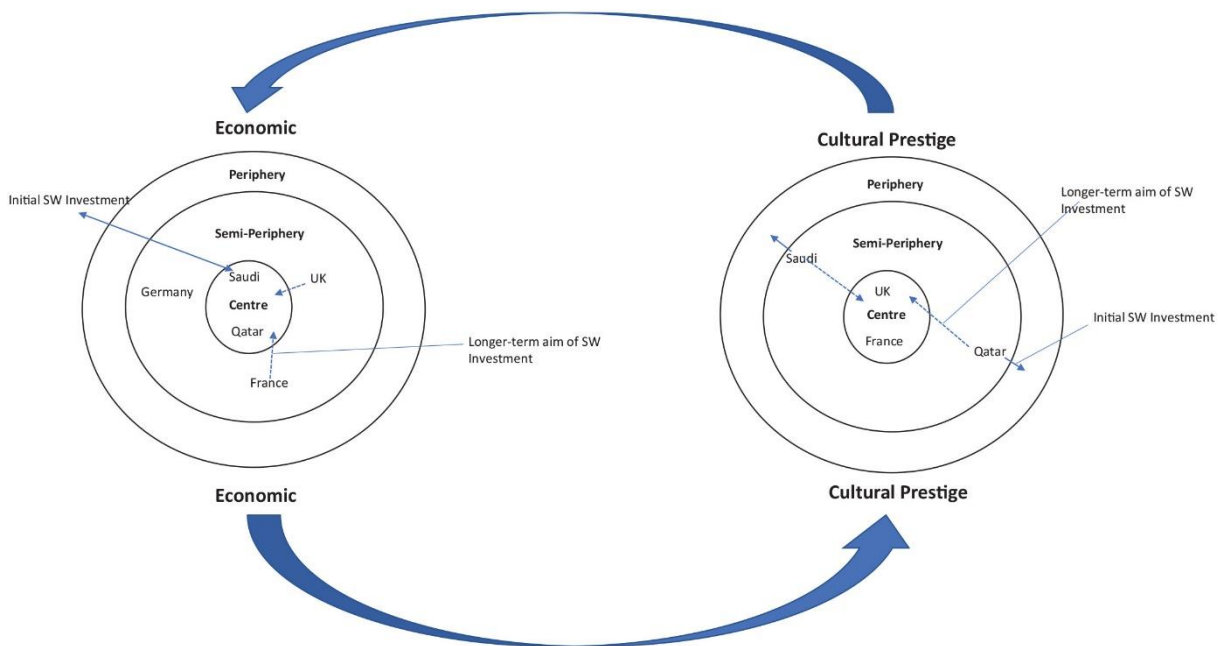 Economic
Periphery
Initial SW Investment
Semi-Periphery
Saudi
UK
Germany
Centre
Qatar
Longer-term aim of SW
Investment
France
Economic
Cultural Prestige
Periphery
Longer-term aim of SW
Investment
Semi-Periphery
Saudi
UK
Centre
Initial SW Investment
France
Qatar
Cultural Prestige